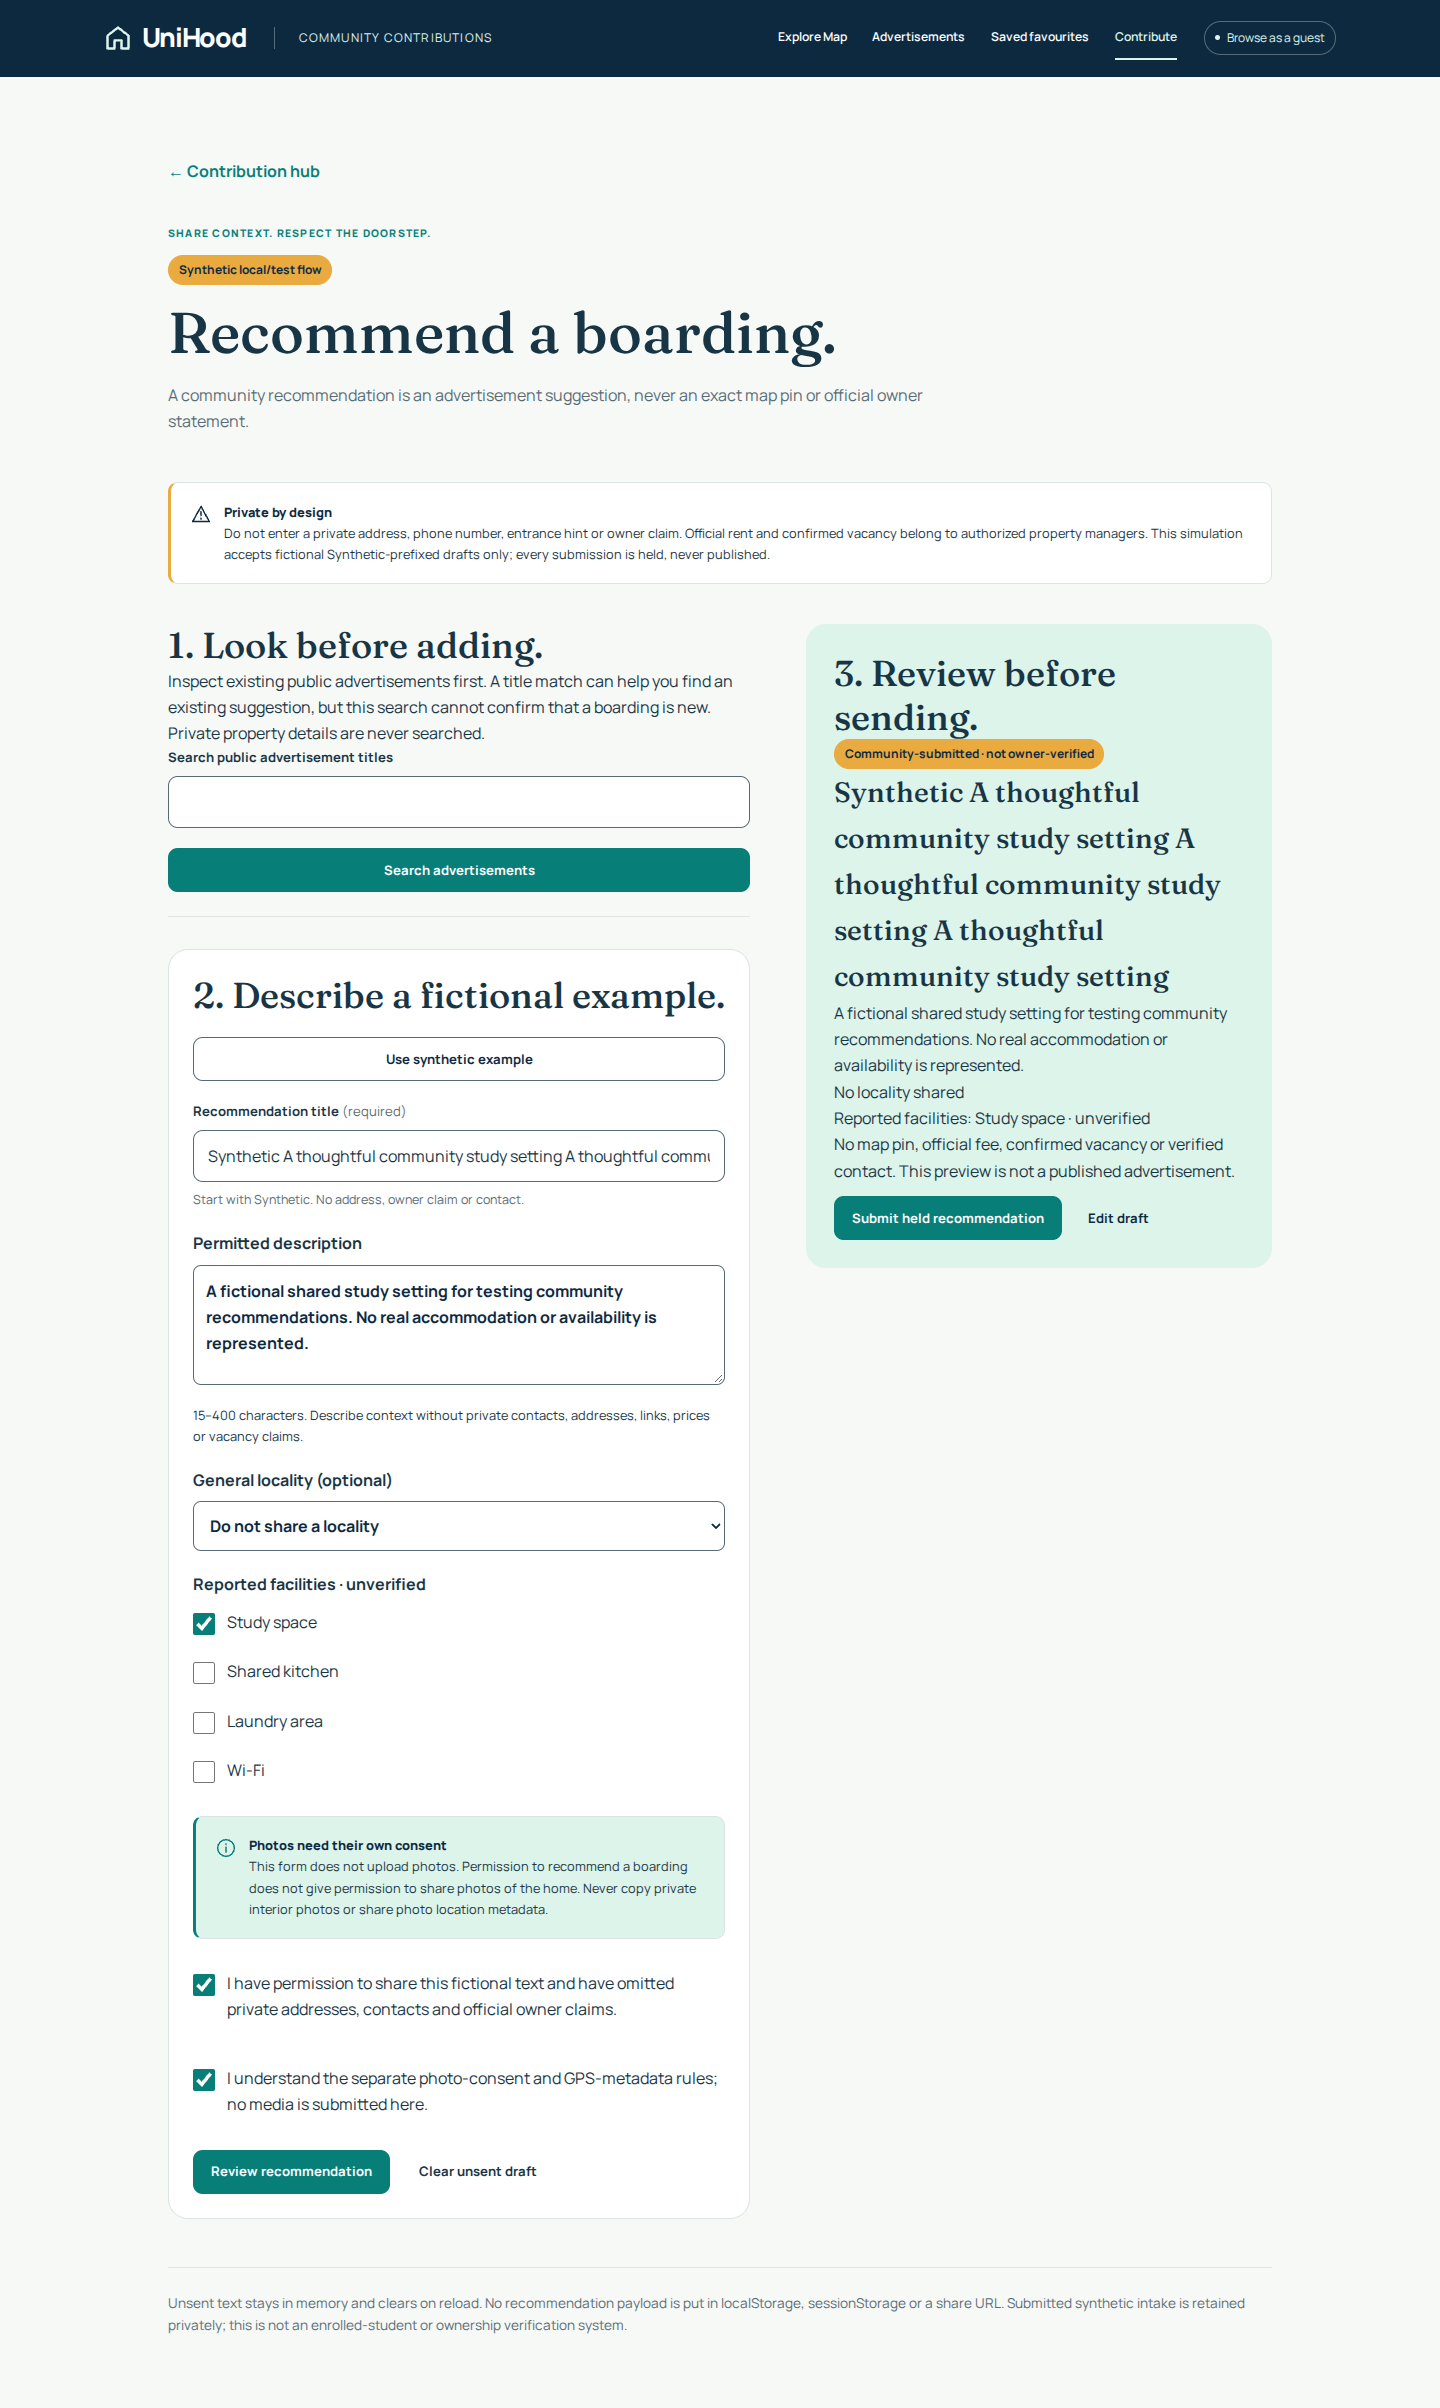 UniHood
COMMUNITY CONTRIBUTIONS
Explore Map
Advertisements
Saved favourites
Contribute
Browse as a guest
← Contribution hub
SHARE CONTEXT. RESPECT THE DOORSTEP.
Synthetic local/test flow
Recommend a boarding.
A community recommendation is an advertisement suggestion, never an exact map pin or official owner
statement.
Private by design
Do not enter a private address, phone number, entrance hint or owner claim. Official rent and confirmed vacancy belong to authorized property managers. This simulation
accepts fictional Synthetic-prefixed drafts only; every submission is held, never published.
1. Look before adding.
Inspect existing public advertisements first. A title match can help you find an
existing suggestion, but this search cannot confirm that a boarding is new.
Private property details are never searched.
Search public advertisement titles
Search advertisements
2. Describe a fictional example.
Use synthetic example
Recommendation title (required)
Synthetic A thoughtful community study setting A thoughtful commu
Start with Synthetic. No address, owner claim or contact.
Permitted description
A fictional shared study setting for testing community
recommendations. No real accommodation or availability is
represented.
15–400 characters. Describe context without private contacts, addresses, links, prices
or vacancy claims.
General locality (optional)
Do not share a locality
Reported facilities · unverified
Study space
Shared kitchen
Laundry area
Wi-Fi
Photos need their own consent
This form does not upload photos. Permission to recommend a boarding
does not give permission to share photos of the home. Never copy private
interior photos or share photo location metadata.
I have permission to share this fictional text and have omitted
private addresses, contacts and official owner claims.
I understand the separate photo-consent and GPS-metadata rules;
no media is submitted here.
Review recommendation
Clear unsent draft
3. Review before
sending.
Community-submitted · not owner-verified
Synthetic A thoughtful
community study setting A
thoughtful community study
setting A thoughtful
community study setting
A fictional shared study setting for testing community
recommendations. No real accommodation or
availability is represented.
No locality shared
Reported facilities: Study space · unverified
No map pin, official fee, confirmed vacancy or verified
contact. This preview is not a published advertisement.
Submit held recommendation
Edit draft
Unsent text stays in memory and clears on reload. No recommendation payload is put in localStorage, sessionStorage or a share URL. Submitted synthetic intake is retained
privately; this is not an enrolled-student or ownership verification system.